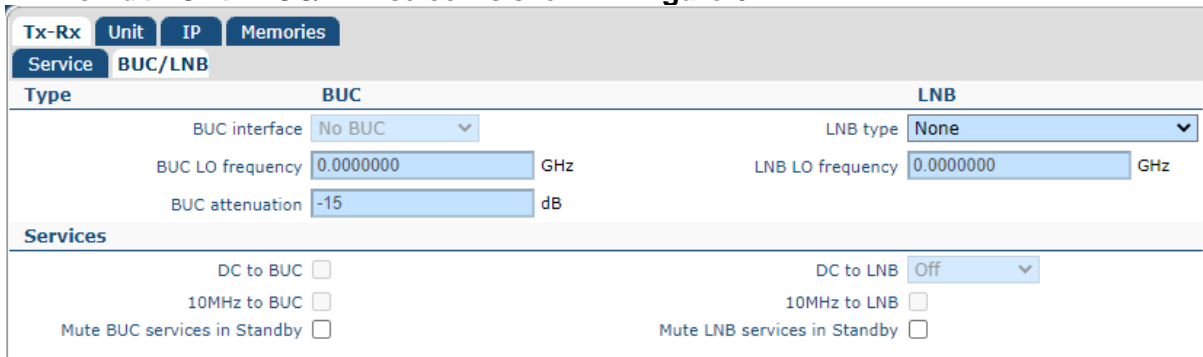 Tx-Rx Unit IP Memories
Service BUC/LNB
Type BUC LNB
BUC interface No BUC LNB type None
BUC LO frequency 0.0000000 GHz LNB LO frequency 0.0000000 GHz
BUC attenuation -15 dB
Services
DC to BUC DC to LNB Off
10MHz to BUC 10MHz to LNB
Mute BUC services in Standby Mute LNB services in Standby